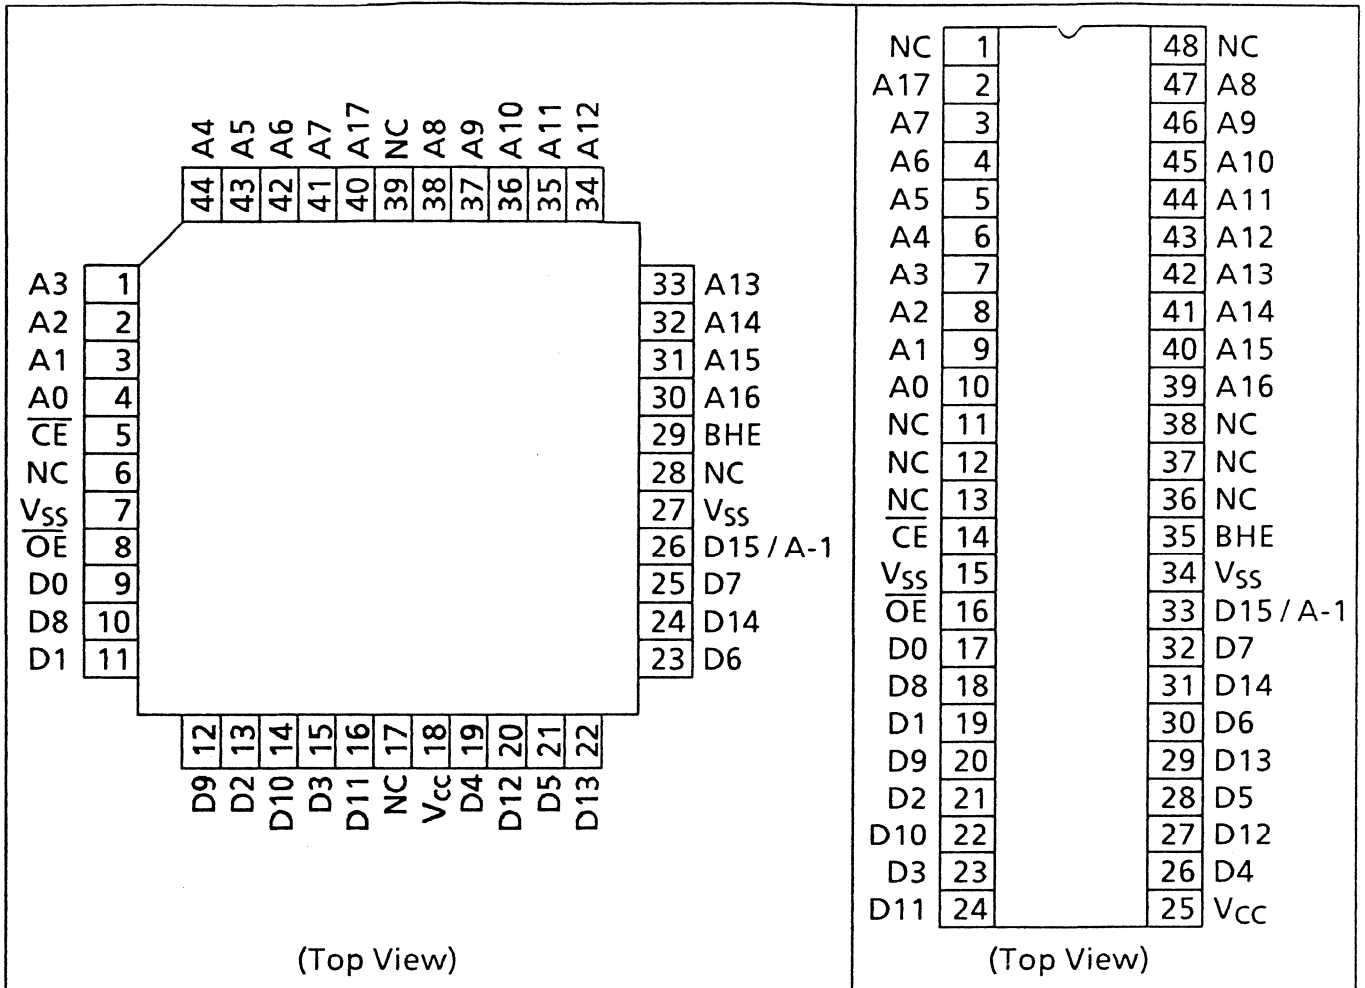 A4 A5 A6 A7 A17 NC A8 A9 A10 A11 A12
44 43 42 41 40 39 38 37 36 35 34
A3 1 33 A13
A2 2 32 A14
A1 3 31 A15
A0 4 30 A16
C̅E̅ 5 29 BHE
NC 6 28 NC
VSS 7 27 VSS
O̅E̅ 8 26 D15 / A-1
D0 9 25 D7
D8 10 24 D14
D1 11 23 D6
12 13 14 15 16 17 18 19 20 21 22
D9 D2 D10 D3 D11 NC Vcc D4 D12 D5 D13
(Top View)
NC 1 48 NC
A17 2 47 A8
A7 3 46 A9
A6 4 45 A10
A5 5 44 A11
A4 6 43 A12
A3 7 42 A13
A2 8 41 A14
A1 9 40 A15
A0 10 39 A16
NC 11 38 NC
NC 12 37 NC
NC 13 36 NC
C̅E̅ 14 35 BHE
VSS 15 34 VSS
O̅E̅ 16 33 D15 / A-1
D0 17 32 D7
D8 18 31 D14
D1 19 30 D6
D9 20 29 D13
D2 21 28 D5
D10 22 27 D12
D3 23 26 D4
D11 24 25 VCC
(Top View)